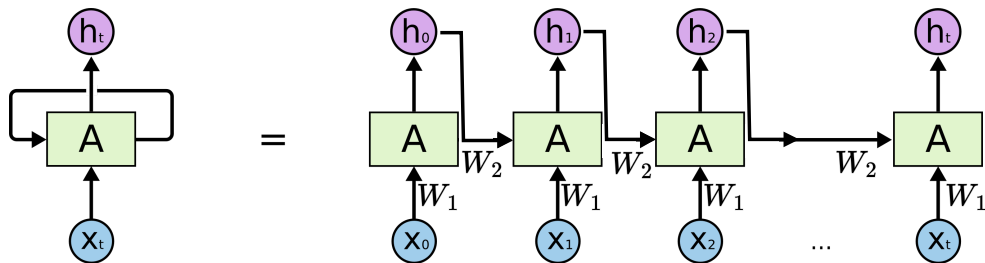 hₜ h₀ h₁ h₂ hₜ
A = A A A A
W₂ W₂ W₂
W₁ W₁ W₁ W₁
xₜ x₀ x₁ x₂ ... xₜ